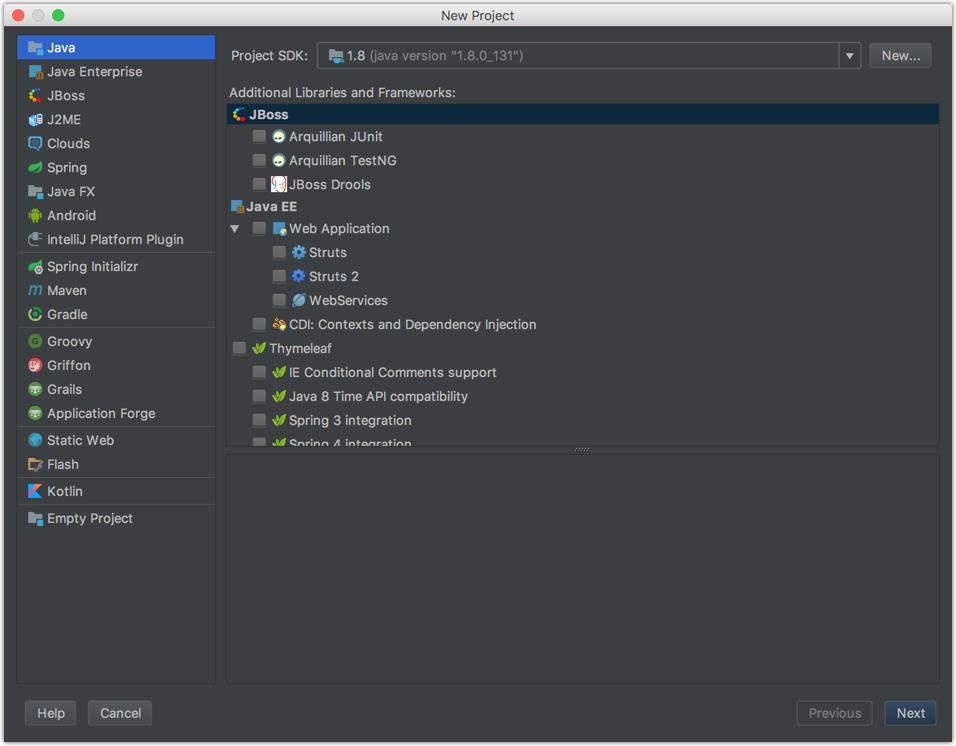 New Project
Java
Java Enterprise
JBoss
J2ME
Clouds
Spring
Java FX
Android
IntelliJ Platform Plugin
Spring Initializr
Maven
Gradle
Groovy
Griffon
Grails
Application Forge
Static Web
Flash
Kotlin
Empty Project
Project SDK: 1.8 (java version "1.8.0_131") New...
Additional Libraries and Frameworks:
JBoss
Arquillian JUnit
Arquillian TestNG
JBoss Drools
Java EE
Web Application
Struts
Struts 2
WebServices
CDI: Contexts and Dependency Injection
Thymeleaf
IE Conditional Comments support
Java 8 Time API compatibility
Spring 3 integration
Spring 4 integration
Help Cancel Previous Next